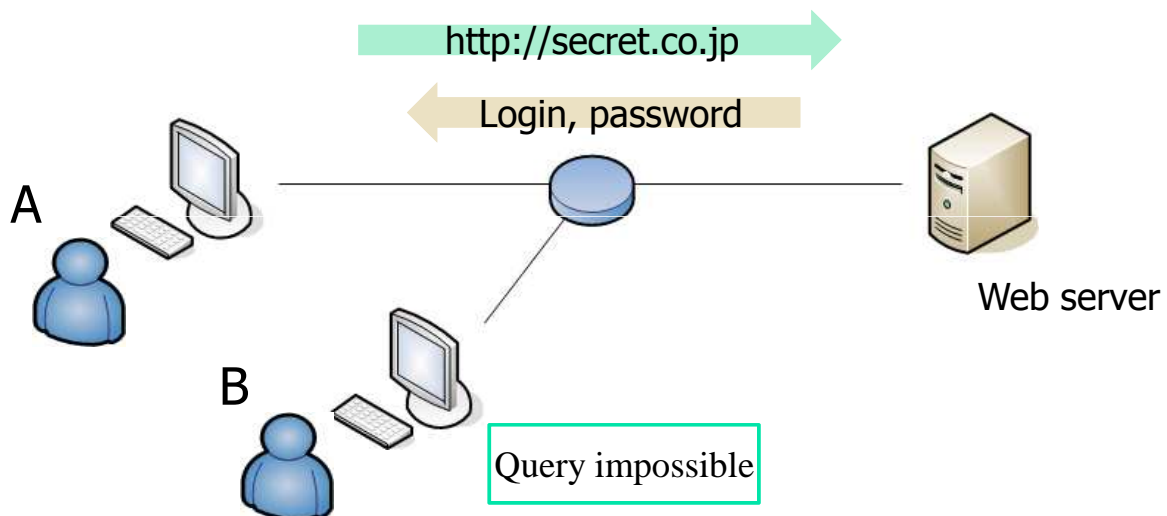 http://secret.co.jp
Login, password
A
Web server
B
Query impossible